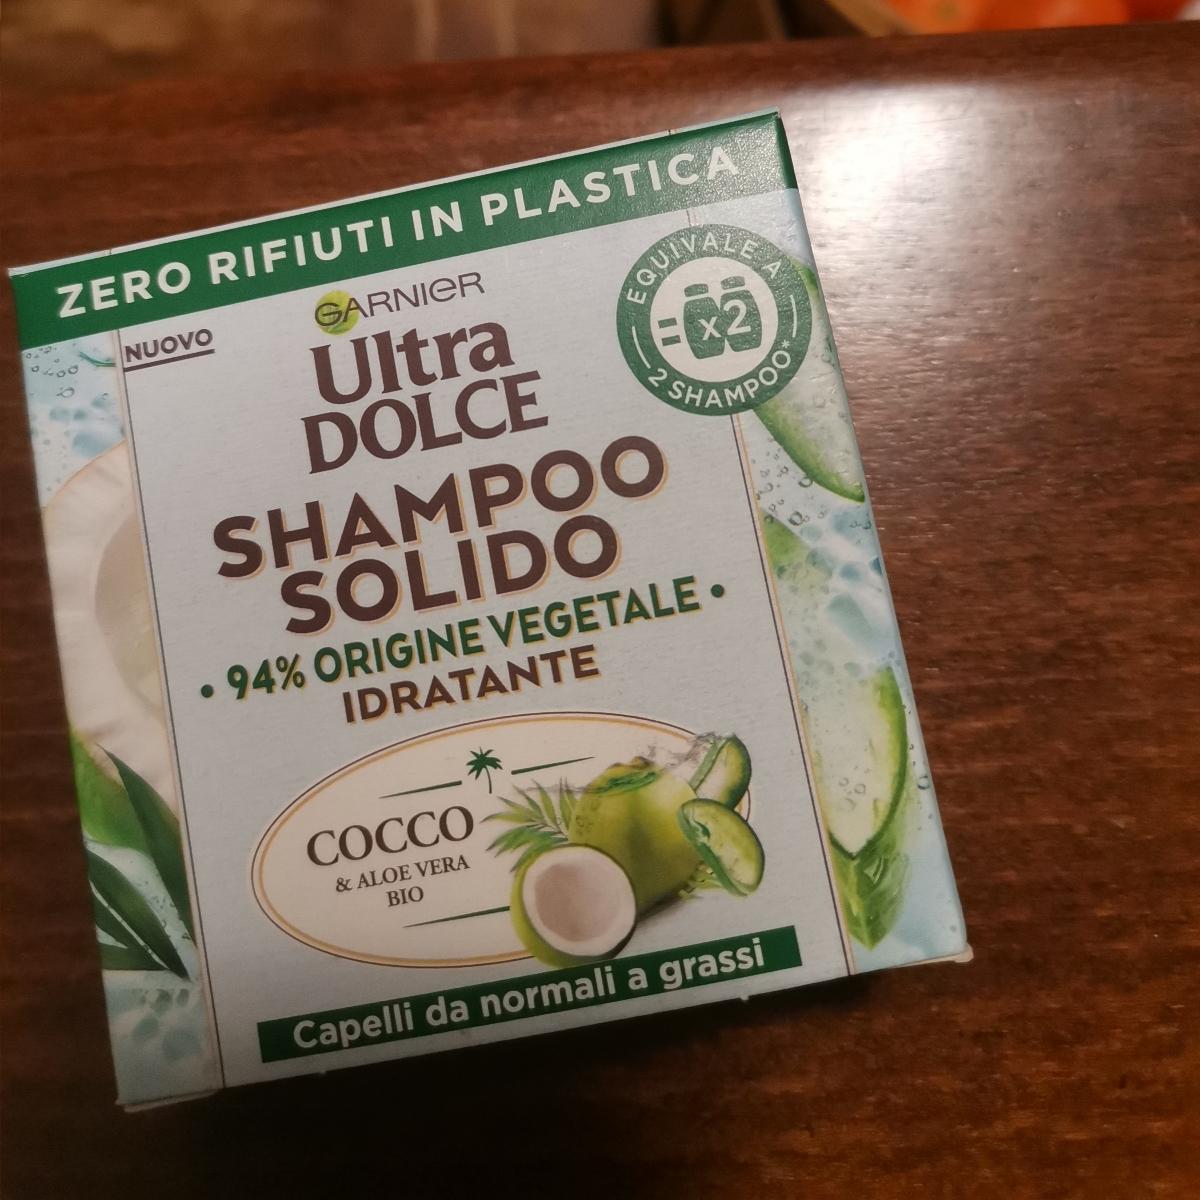 ZERO RIFIUTI IN PLASTICA
NUOVO
GARNIER
Ultra
DOLCE
EQUIVALE A
= x2
2 SHAMPOO*
SHAMPOO
SOLIDO
• 94% ORIGINE VEGETALE •
IDRATANTE
COCCO
& ALOE VERA
BIO
Capelli da normali a grassi